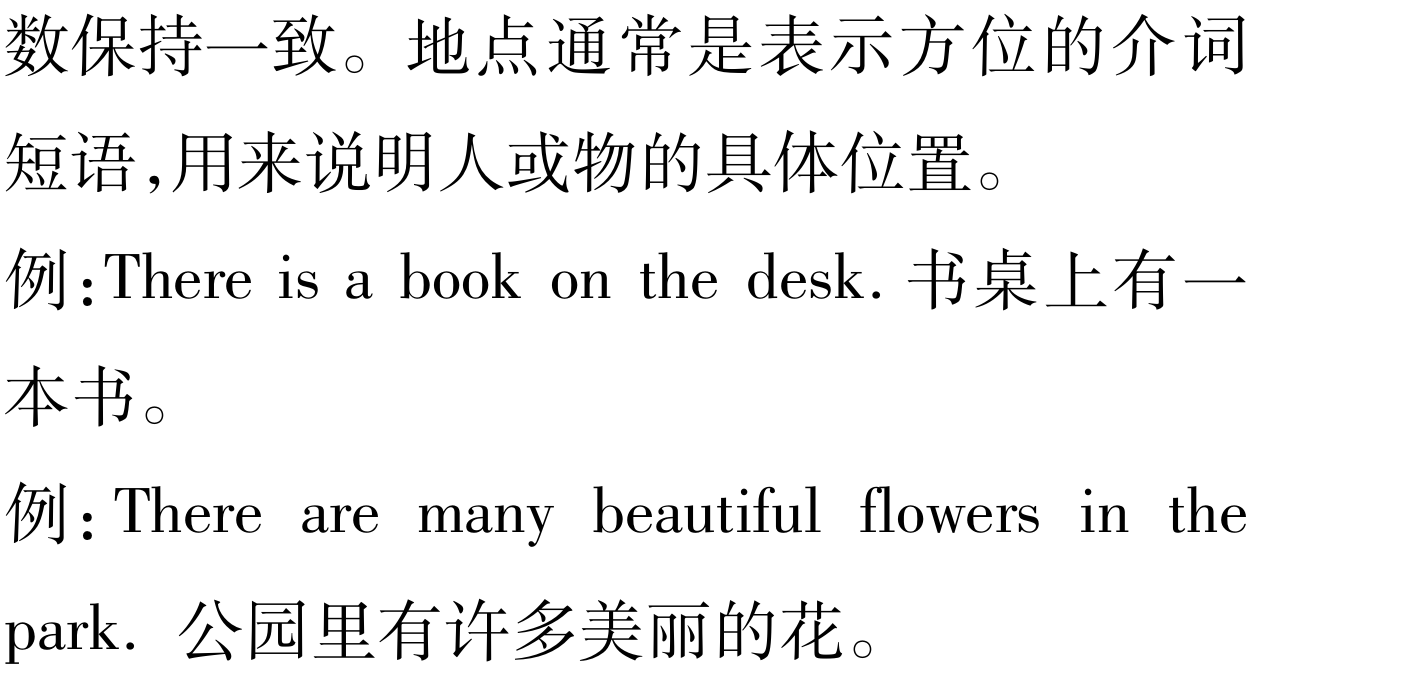 数保持一致。地点通常是表示方位的介词
短语,用来说明人或物的具体位置。
例:There is a book on the desk. 书桌上有一
本书。
例:There are many beautiful flowers in the
park. 公园里有许多美丽的花。